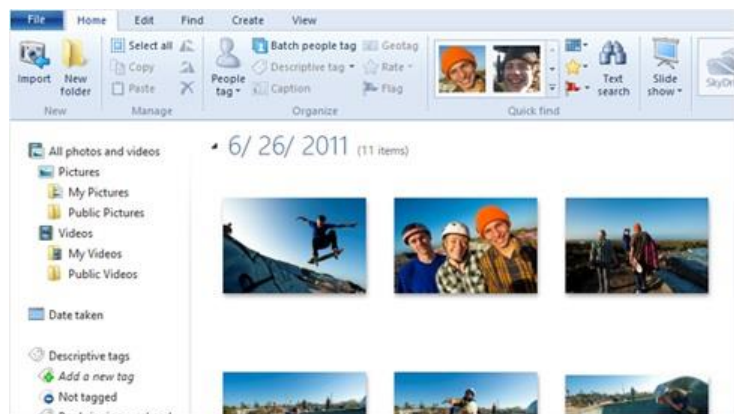 File Home Edit Find Create View
Import
New folder
Select all
Copy
Paste
People tag
Batch people tag
Descriptive tag
Caption
Geotag
Rate
Flag
Text search
Slide show
New Manage Organize Quick find
6/ 26/ 2011 (11 items)
All photos and videos
Pictures
My Pictures
Public Pictures
Videos
My Videos
Public Videos
Date taken
Descriptive tags
Add a new tag
Not tagged